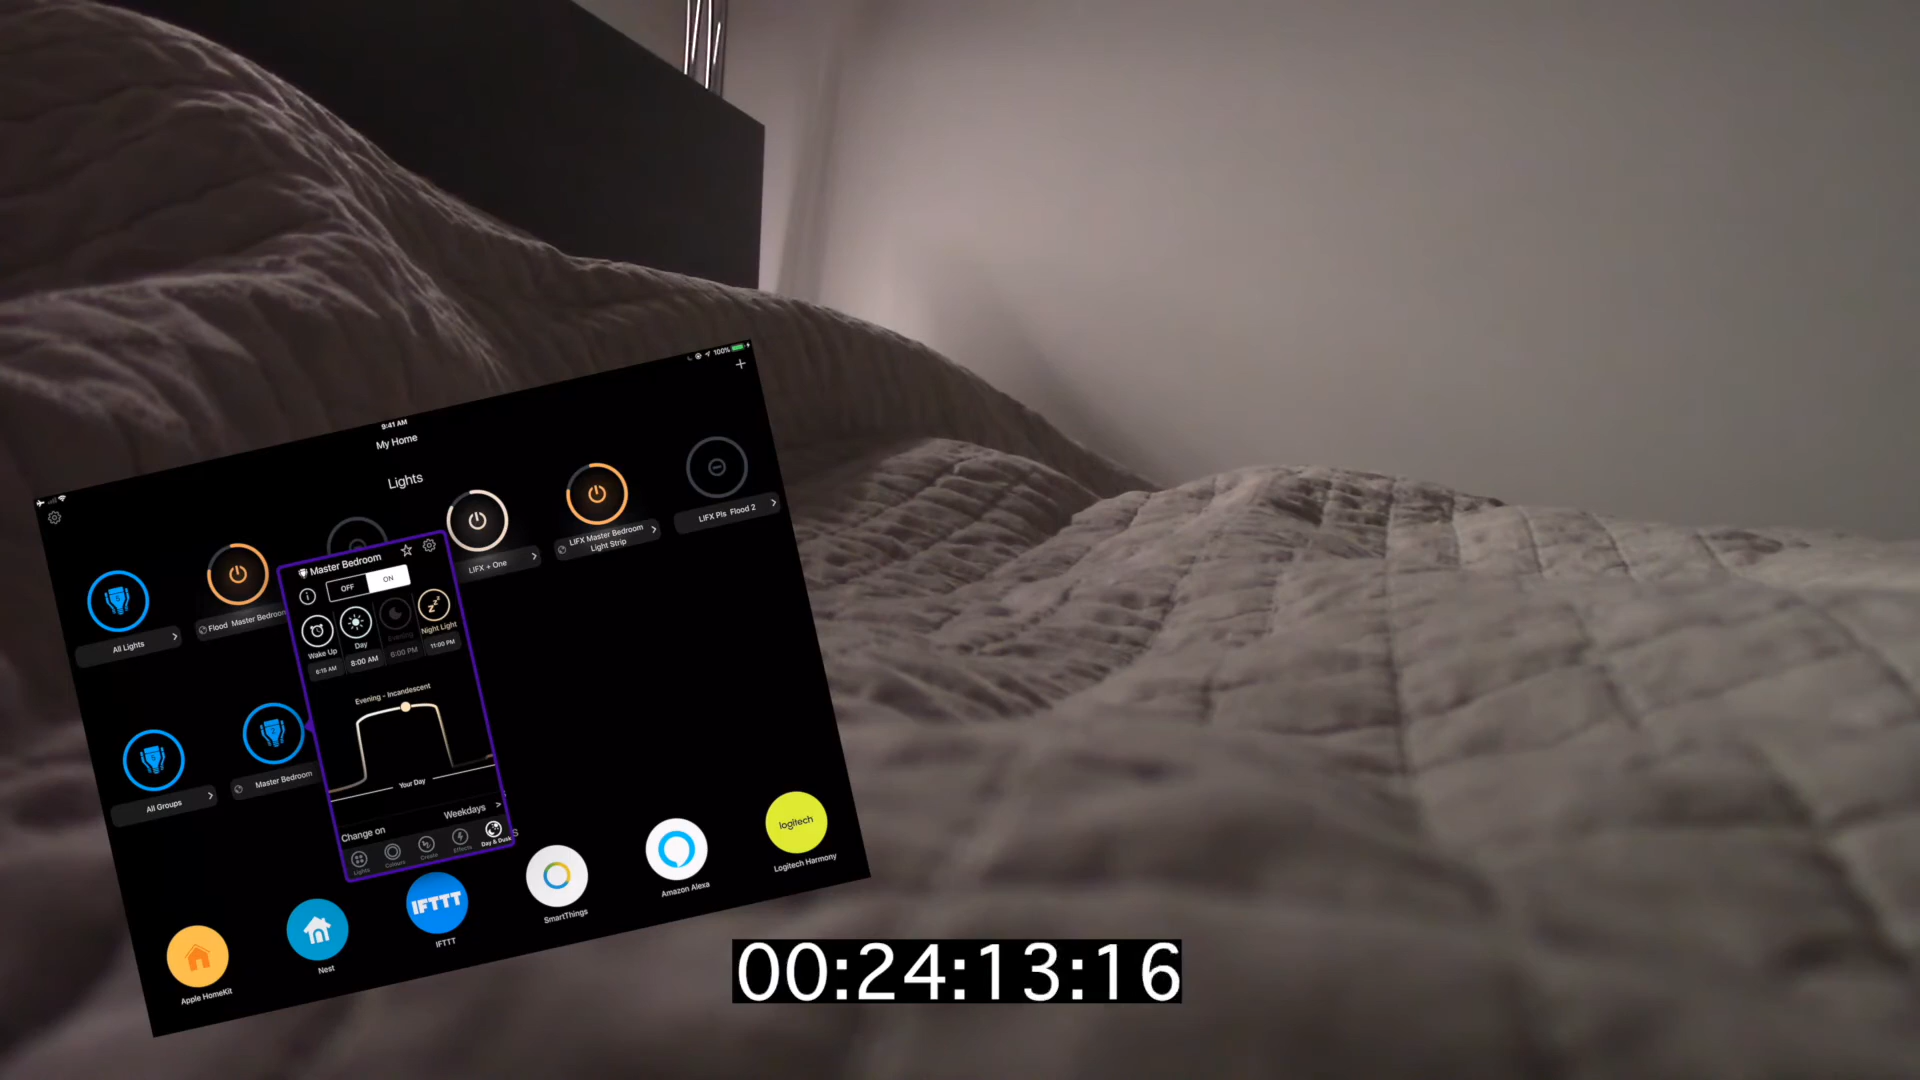 100%
9:41 AM
My Home
Lights
All Lights
Flood Master Bedroom
LIFX + One
LIFX Master Bedroom
Light Strip
LIFX Pls Flood 2
Master Bedroom
OFF
ON
Wake Up
Day
Evening
Night Light
6:15 AM
8:00 AM
6:00 PM
11:00 PM
Evening - Incandescent
Your Day
Change on
Weekdays
Lights
Colours
Create
Effects
Day & Dusk
All Groups
Master Bedroom
Apple HomeKit
Nest
IFTTT
IFTTT
SmartThings
Amazon Alexa
logitech
Logitech Harmony
00:24:13:16